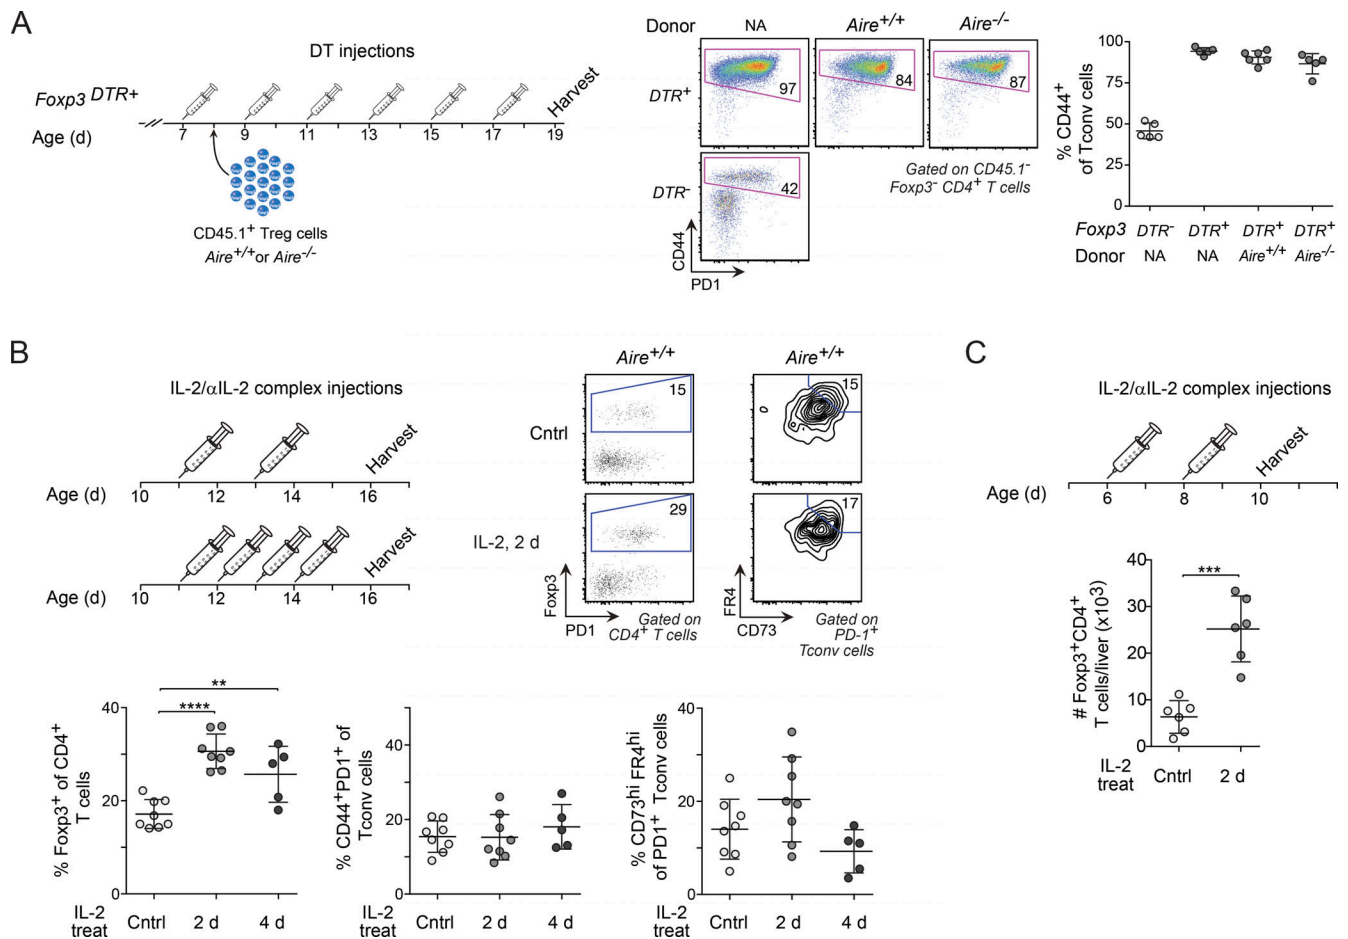 A
DT injections
Foxp3 DTR+
Harvest
7 9 11 13 15 17 19
Age (d)
CD45.1+ Treg cells
Aire+/+ or Aire-/-
Donor NA Aire+/+ Aire-/-
DTR+
97
84
87
DTR-
42
Gated on CD45.1-
Foxp3- CD4+ T cells
CD44
PD1
% CD44+
of Tconv cells
100
75
50
25
0
Foxp3 DTR- DTR+ DTR+ DTR+
Donor NA NA Aire+/+ Aire-/-
B
IL-2/αIL-2 complex injections
Harvest
Age (d)
10 12 14 16
Harvest
Age (d)
10 12 14 16
Aire+/+ Aire+/+
Cntrl
15
15
IL-2, 2 d
29
17
Foxp3
PD1
Gated on
CD4+ T cells
FR4
CD73
Gated on
PD-1+
Tconv cells
% Foxp3+ of CD4+
T cells
40
20
0
**
****
IL-2
treat
Cntrl 2 d 4 d
% CD44+PD1+ of
Tconv cells
40
20
0
IL-2
treat
Cntrl 2 d 4 d
% CD73hi FR4hi
of PD1+ Tconv cells
40
20
0
IL-2
treat
Cntrl 2 d 4 d
C
IL-2/αIL-2 complex injections
Harvest
Age (d)
6 8 10
# Foxp3+CD4+
T cells/liver (x103)
40
30
20
10
0
***
IL-2
treat
Cntrl 2 d